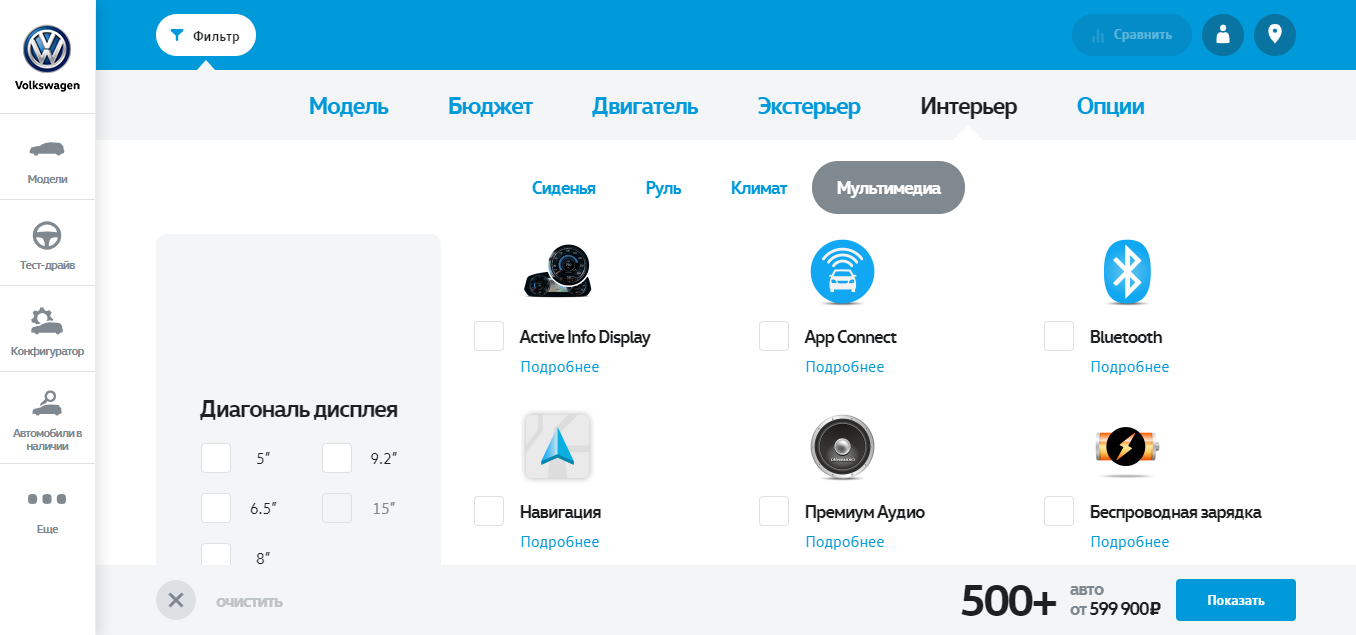 Volkswagen
Модели
Тест-драйв
Конфигуратор
Автомобили в
наличии
Еще
Фильтр
Сравнить
Модель
Бюджет
Двигатель
Экстерьер
Интерьер
Опции
Сиденья
Руль
Климат
Мультимедиа
Диагональ дисплея
5″
9.2″
6.5″
15″
8″
Active Info Display
Подробнее
App Connect
Подробнее
Bluetooth
Подробнее
Навигация
Подробнее
Премиум Аудио
Подробнее
Беспроводная зарядка
Подробнее
ОЧИСТИТЬ
500+
авто
от 599 900₽
Показать